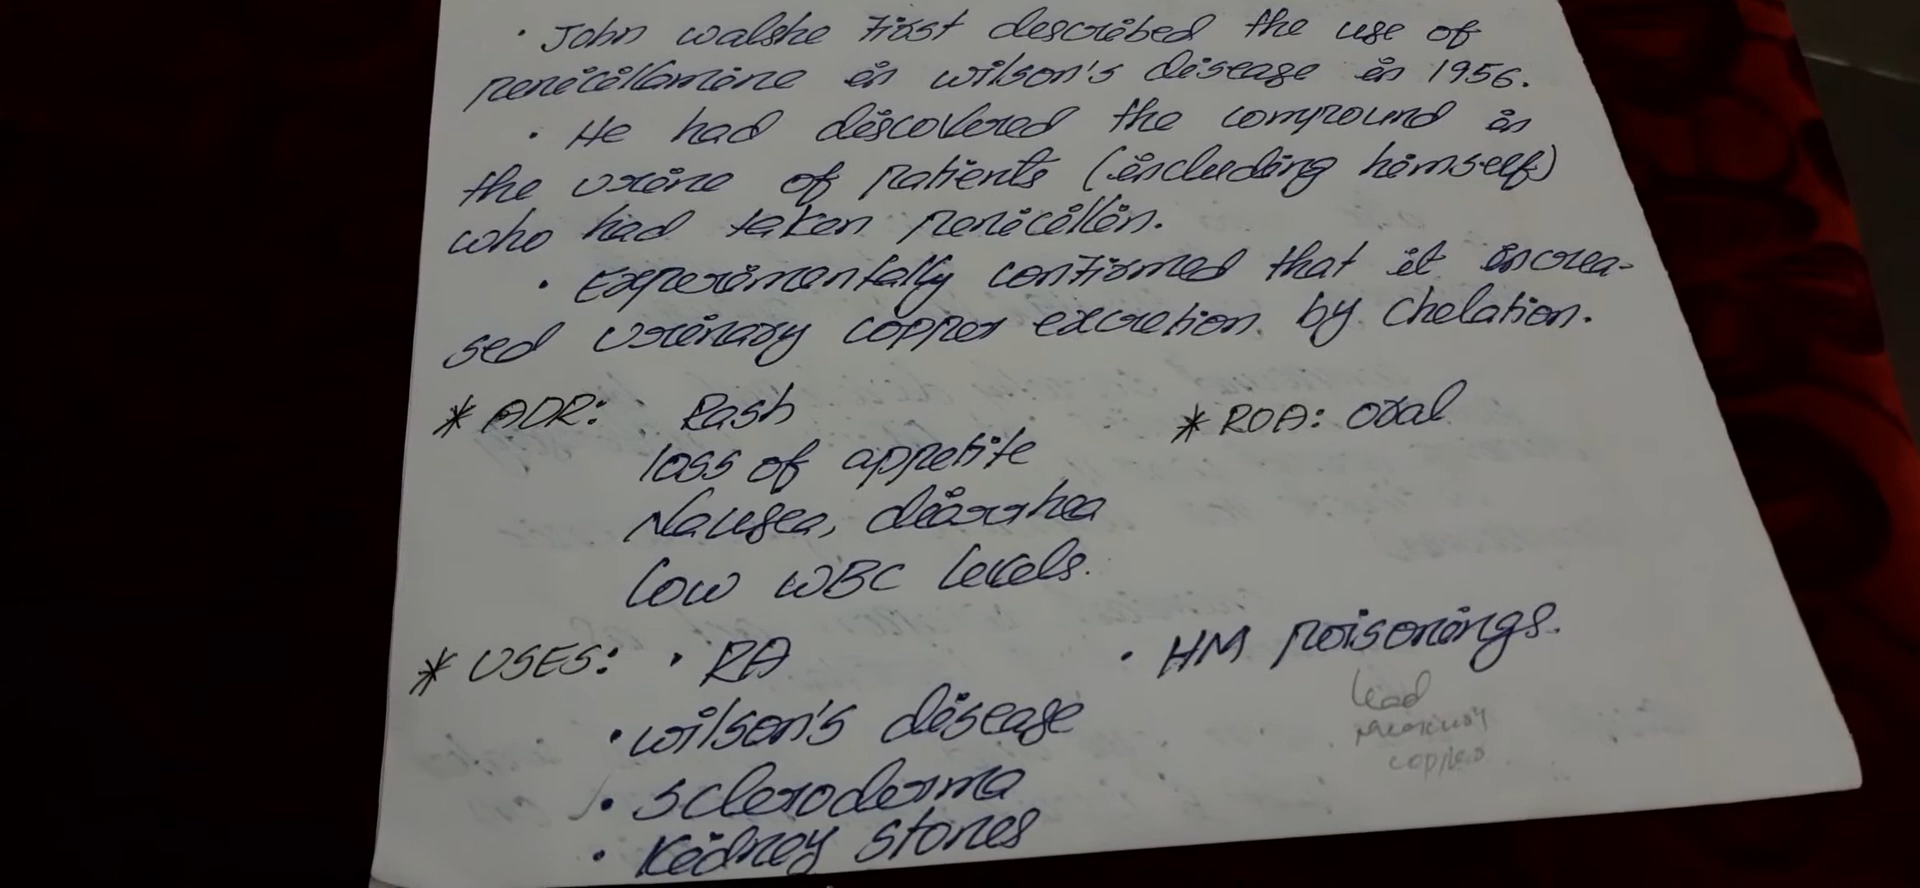 • John walshe First described the use of
penicillamine in wilson's disease in 1956.
• He had discovered the compound in
the urine of patients (including himself)
who had taken penicillin.
• Experimentally confirmed that it increa-
sed urinary copper excretion by chelation.
* ADR: Rash
loss of appetite
Nausea, diarrhea
Low WBC levels.
* ROA: oral
* USES: • RA
• wilson's disease
• scleroderma
• Kidney stones
• HM poisonings.
lead
mercury
copper